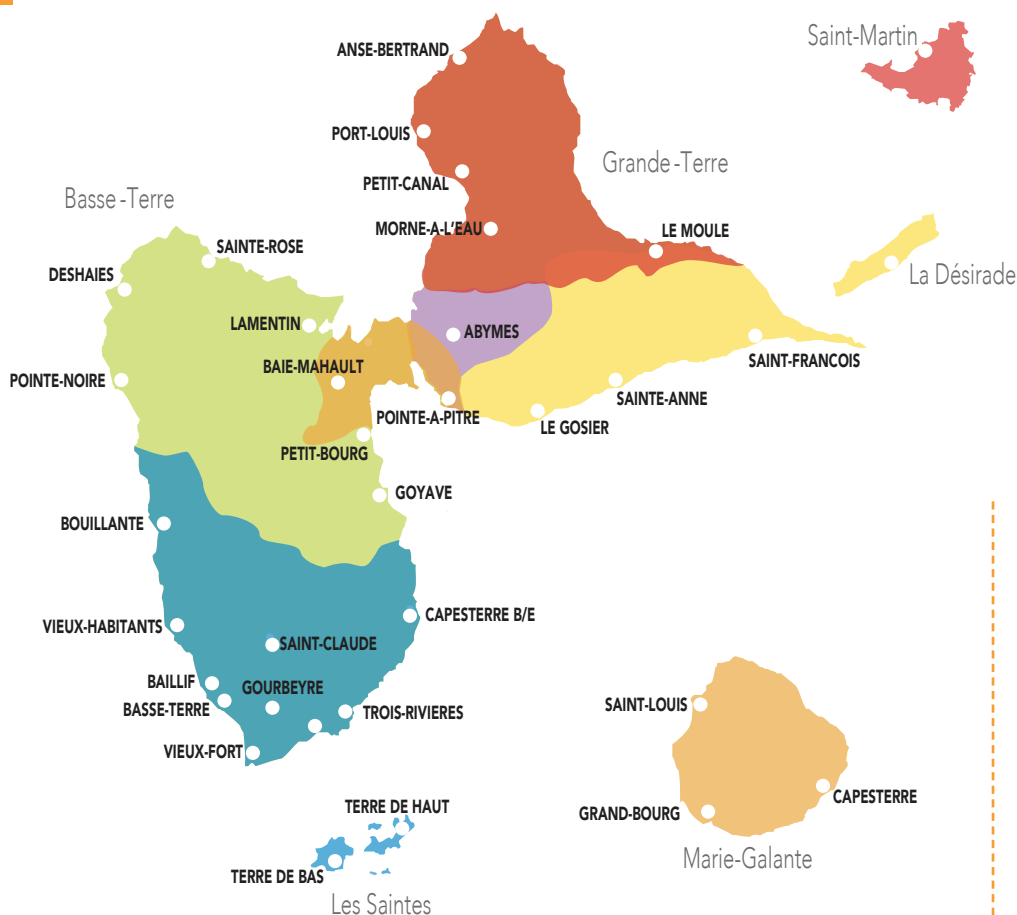 Saint-Martin
ANSE-BERTRAND
PORT-LOUIS
Grande-Terre
PETIT-CANAL
Basse-Terre
MORNE-A-L'EAU
LE MOULE
SAINTE-ROSE
DESHAIES
La Désirade
LAMENTIN
ABYMES
SAINT-FRANCOIS
BAIE-MAHAULT
POINTE-NOIRE
SAINTE-ANNE
POINTE-A-PITRE
LE GOSIER
PETIT-BOURG
GOYAVE
BOUILLANTE
CAPESTERRE B/E
VIEUX-HABITANTS
SAINT-CLAUDE
BAILLIF
GOURBEYRE
BASSE-TERRE
TROIS-RIVIERES
SAINT-LOUIS
VIEUX-FORT
CAPESTERRE
TERRE DE HAUT
GRAND-BOURG
Marie-Galante
TERRE DE BAS
Les Saintes